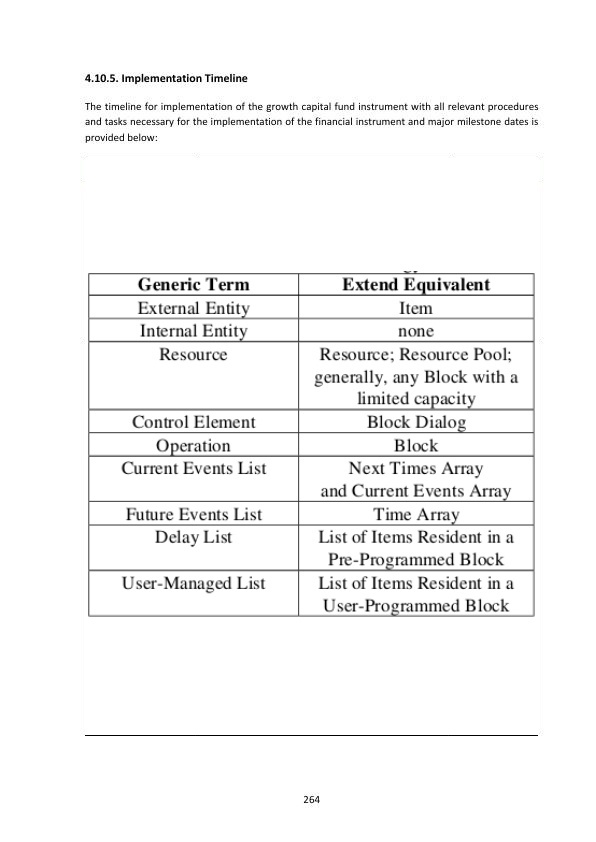 4.10.5. Implementation Timeline
The timeline for implementation of the growth capital fund instrument with all relevant procedures
and tasks necessary for the implementation of the financial instrument and major milestone dates is
provided below:
Generic Term Extend Equivalent
External Entity Item
Internal Entity none
Resource Resource; Resource Pool;
generally, any Block with a
limited capacity
Control Element Block Dialog
Operation Block
Current Events List Next Times Array
and Current Events Array
Future Events List Time Array
Delay List List of Items Resident in a
Pre-Programmed Block
User-Managed List List of Items Resident in a
User-Programmed Block
264